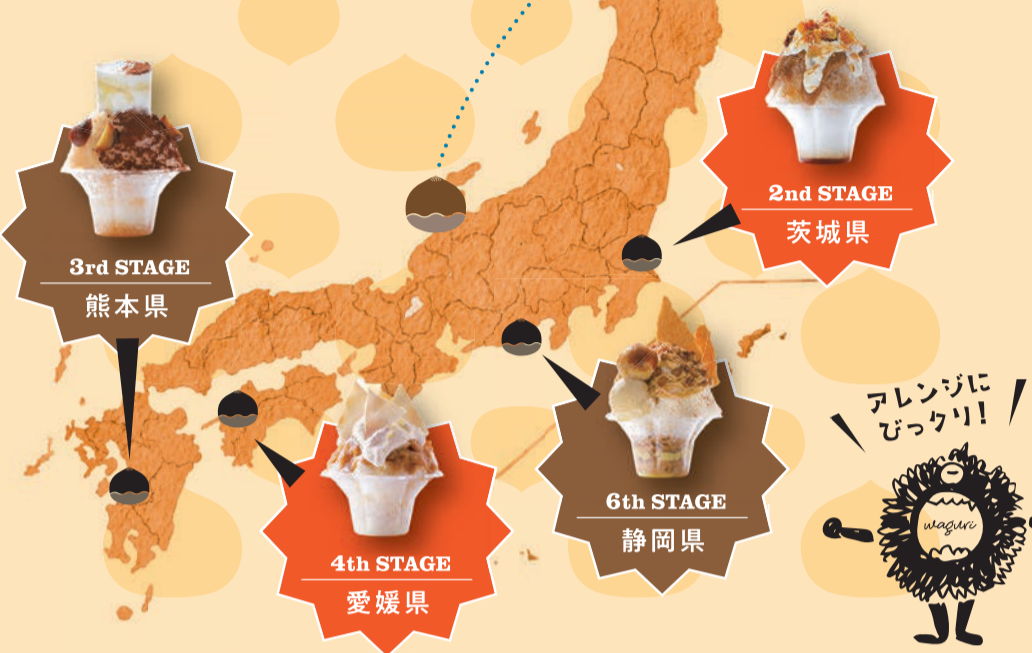 2nd STAGE
茨城県
3rd STAGE
熊本県
4th STAGE
愛媛県
6th STAGE
静岡県
アレンジに
びっクリ!
waguri